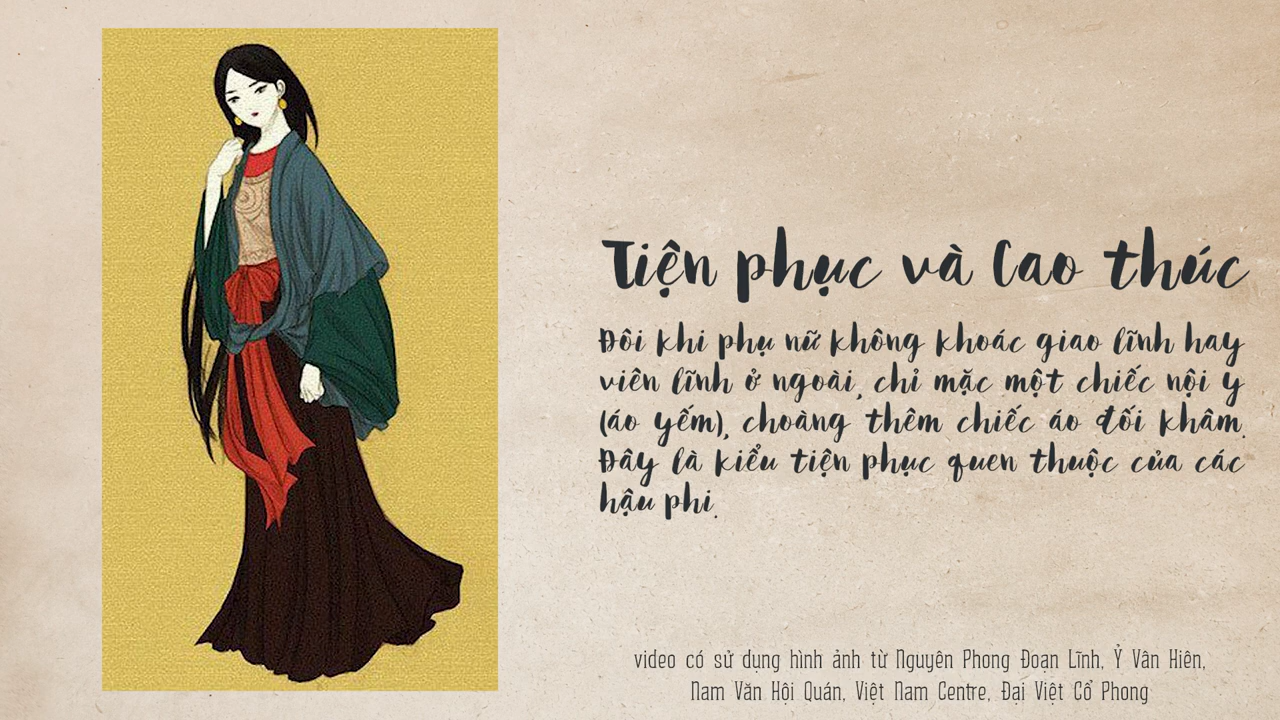 Tiện phục và Cao thúc
Đôi khi phụ nữ không khoác giao lĩnh hay
viên lĩnh ở ngoài, chỉ mặc một chiếc nội y
(áo yếm), choàng thêm chiếc áo đối khâm.
Đây là kiểu tiện phục quen thuộc của các
hậu phi.
video có sử dụng hình ảnh từ Nguyên Phong Đoạn Lĩnh, Ỷ Vân Hiên,
Nam Văn Hội Quán, Việt Nam Centre, Đại Việt Cổ Phong